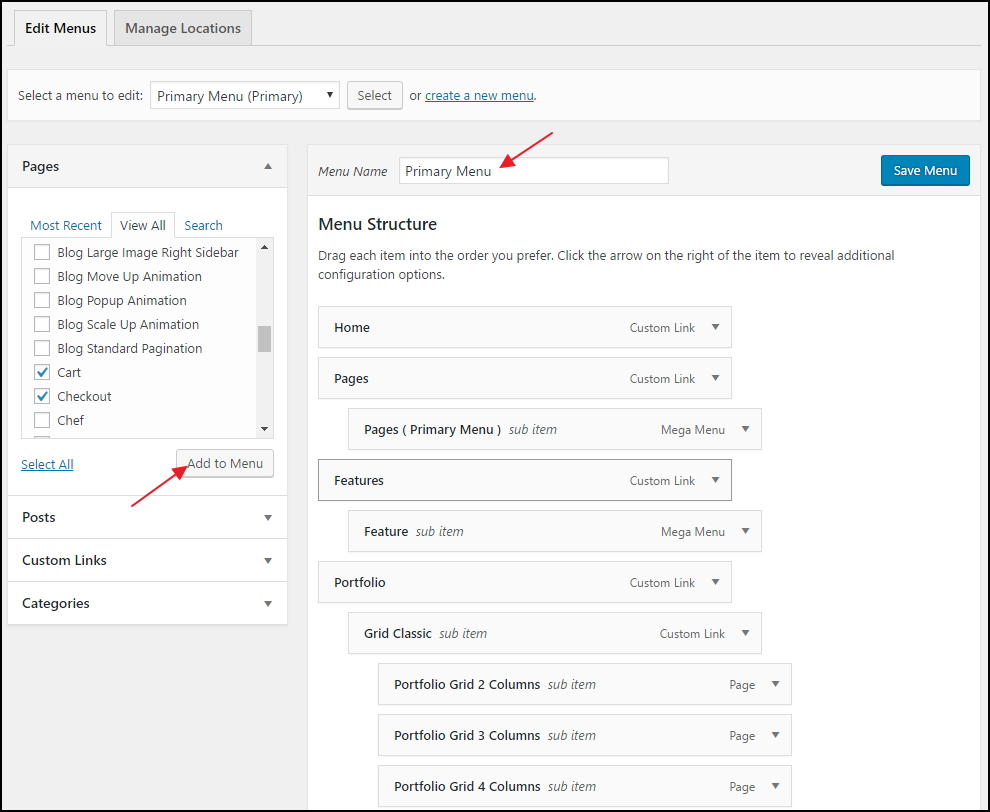 Edit Menus
Manage Locations
Select a menu to edit: Primary Menu (Primary) Select or create a new menu.
Pages
Most Recent View All Search
Blog Large Image Right Sidebar
Blog Move Up Animation
Blog Popup Animation
Blog Scale Up Animation
Blog Standard Pagination
Cart
Checkout
Chef
Select All
Add to Menu
Posts
Custom Links
Categories
Menu Name Primary Menu
Save Menu
Menu Structure
Drag each item into the order you prefer. Click the arrow on the right of the item to reveal additional
configuration options.
Home Custom Link
Pages Custom Link
Pages ( Primary Menu ) sub item Mega Menu
Features Custom Link
Feature sub item Mega Menu
Portfolio Custom Link
Grid Classic sub item Custom Link
Portfolio Grid 2 Columns sub item Page
Portfolio Grid 3 Columns sub item Page
Portfolio Grid 4 Columns sub item Page